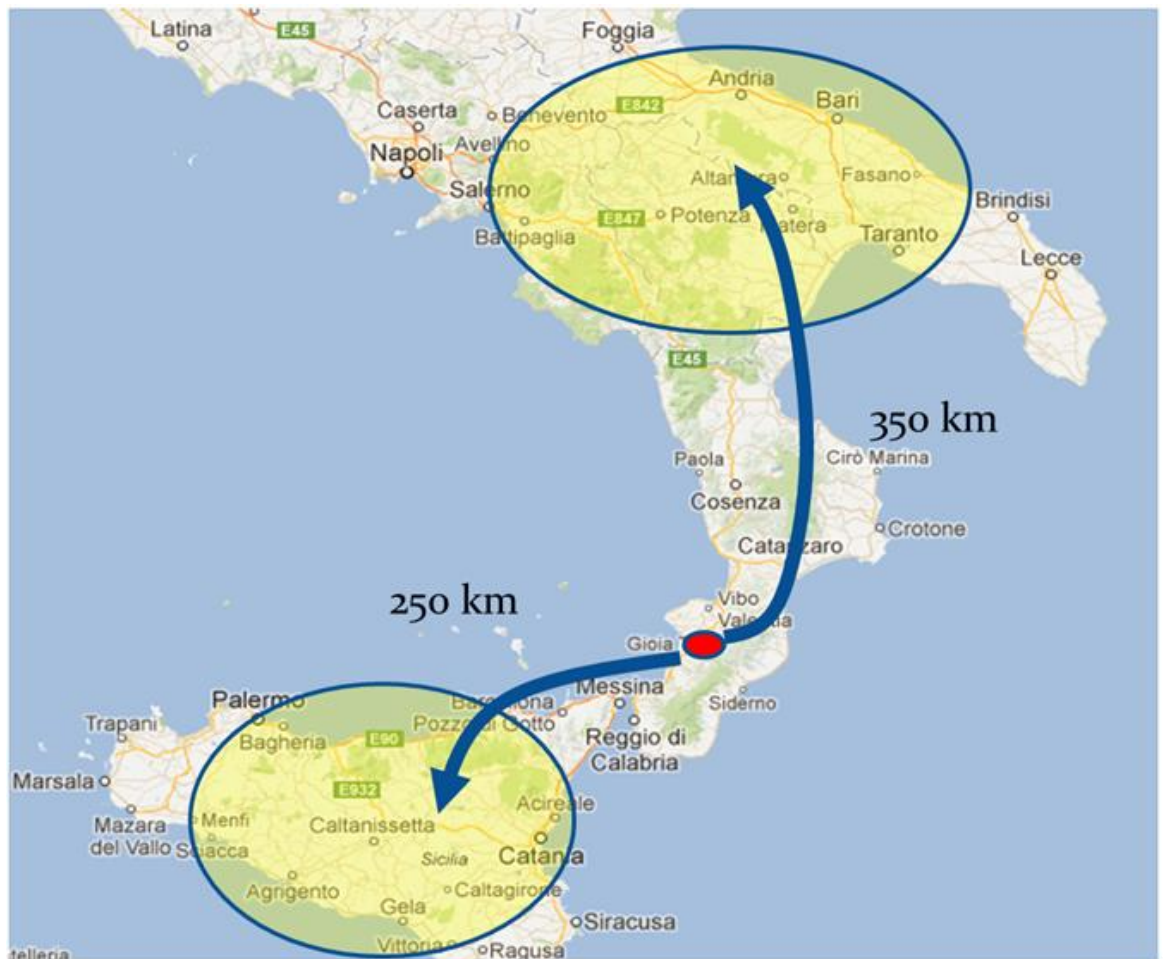 Latina
E45
Foggia
Andria
Caserta
Benevento
E842
Bari
Napoli
Avellino
Altamura
Fasano
Salerno
E847
Potenza
Matera
Brindisi
Battipaglia
Taranto
Lecce
E45
350 km
Paola
Cirò Marina
Cosenza
Crotone
Catanzaro
250 km
Vibo
Valentia
Gioia
Messina
Siderno
Palermo
Barcellona
Pozzo di Gotto
Trapani
Bagheria
E90
Reggio di
Calabria
Marsala
E932
Acireale
Mazara
del Vallo
Menfi
Sciacca
Caltanissetta
Sicilia
Catania
Agrigento
Caltagirone
Gela
Siracusa
Vittoria
Ragusa
telleria